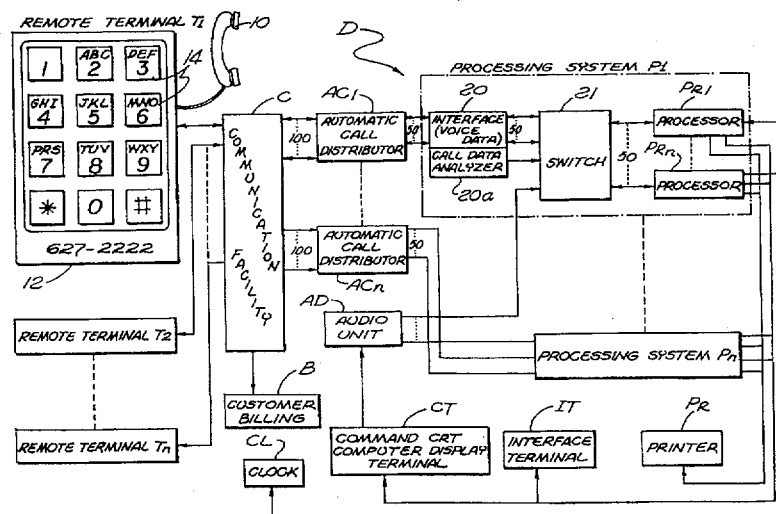 REMOTE TERMINAL T1
10
14
1
ABC
2
DEF
3
GHI
4
JKL
5
MNO
6
PRS
7
TUV
8
WXY
9
*
0
#
627-2222
12
REMOTE TERMINAL T2
REMOTE TERMINAL Tn
C
COMMUNICATION FACILITY
B
CUSTOMER BILLING
CL
CLOCK
100
AC1
AUTOMATIC CALL DISTRIBUTOR
50
100
AUTOMATIC CALL DISTRIBUTOR
ACn
50
D
PROCESSING SYSTEM P1
20
INTERFACE (VOICE DATA)
CALL DATA ANALYZER
20a
50
21
SWITCH
50
PR1
PROCESSOR
PRn
PROCESSOR
AD
AUDIO UNIT
PROCESSING SYSTEM Pn
CT
COMMAND CRT COMPUTER DISPLAY TERMINAL
IT
INTERFACE TERMINAL
PR
PRINTER